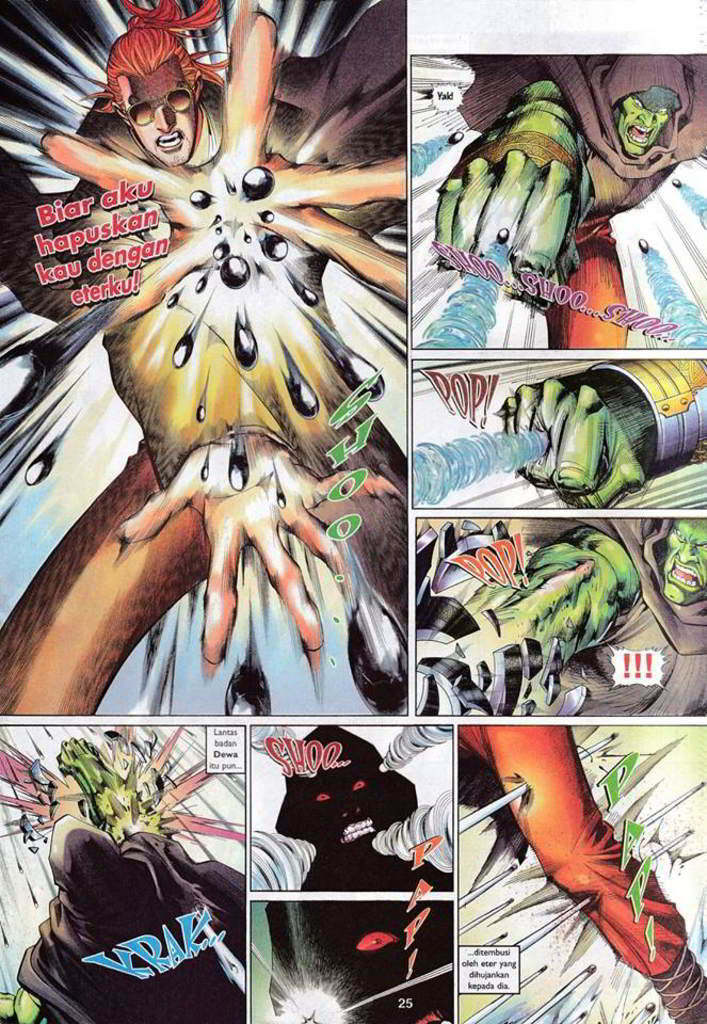 Biar aku
hapuskan
kau dengan
eterku!
SHOO.
Yak!
SHOO...SHOO...SHOO...
POP!
POP!
!!!
Lantas
badan
Dewa
itu pun...
KRAK...
SHOO...
PAP!
PAP! PAP!
...ditembusi
oleh eter yang
dihujankan
kepada dia.
25